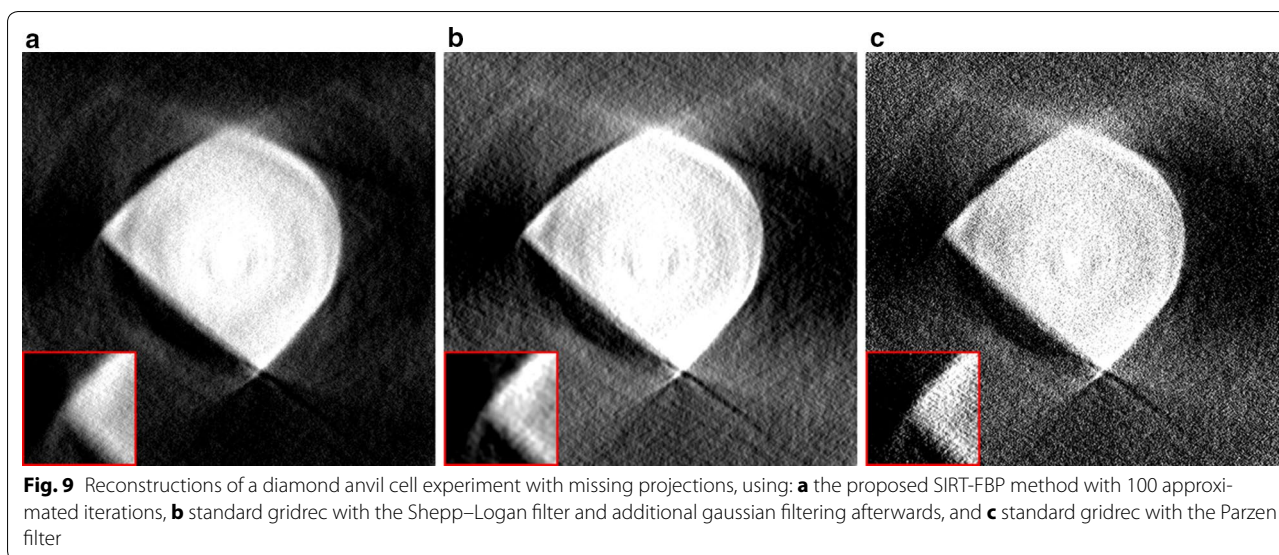 a b c
Fig. 9 Reconstructions of a diamond anvil cell experiment with missing projections, using: a the proposed SIRT-FBP method with 100 approxi-
mated iterations, b standard gridrec with the Shepp–Logan filter and additional gaussian filtering afterwards, and c standard gridrec with the Parzen
filter